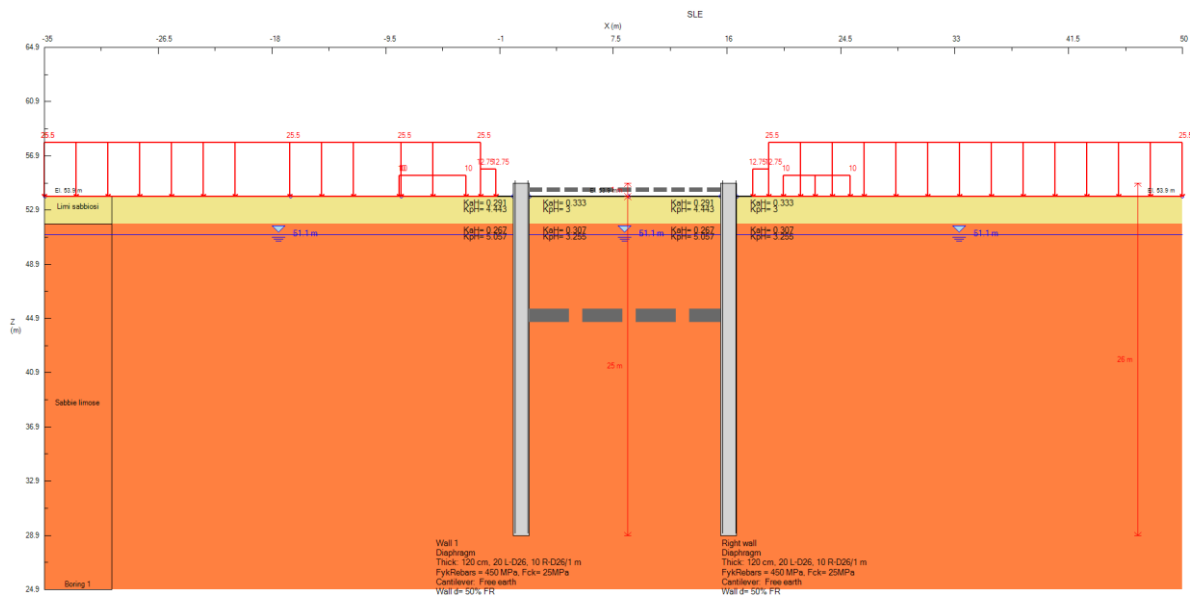 SLE
X (m)
-35 -26.5 -18 -9.5 -1 7.5 16 24.5 33 41.5 50
64.9
60.9
56.9
52.9
48.9
44.9
40.9
36.9
32.9
28.9
24.9
Z
(m)
25.5 25.5 25.5 25.5 25.5 25.5
12.75 12.75 12.75 12.75
10 10 10 10
El. 53.9 m El. 53.9 m
Limi sabbiosi
KaH= 0.291 KaH= 0.333 KaH= 0.291 KaH= 0.333
KpH= 4.443 KpH= 3 KpH= 4.443 KpH= 3
KaH= 0.267 KaH= 0.307 KaH= 0.267 KaH= 0.307
KpH= 5.057 KpH= 3.255 KpH= 5.057 KpH= 3.255
51.1 m 51.1 m 51.1 m
25 m 26 m
Sabbie limose
Boring 1
Wall 1
Diaphragm
Thick: 120 cm, 20 L-D26, 10 R-D26/1 m
FykRebars = 450 MPa, Fck= 25MPa
Cantilever: Free earth
Wall d= 50% FR
Right wall
Diaphragm
Thick: 120 cm, 20 L-D26, 10 R-D26/1 m
FykRebars = 450 MPa, Fck= 25MPa
Cantilever: Free earth
Wall d= 50% FR